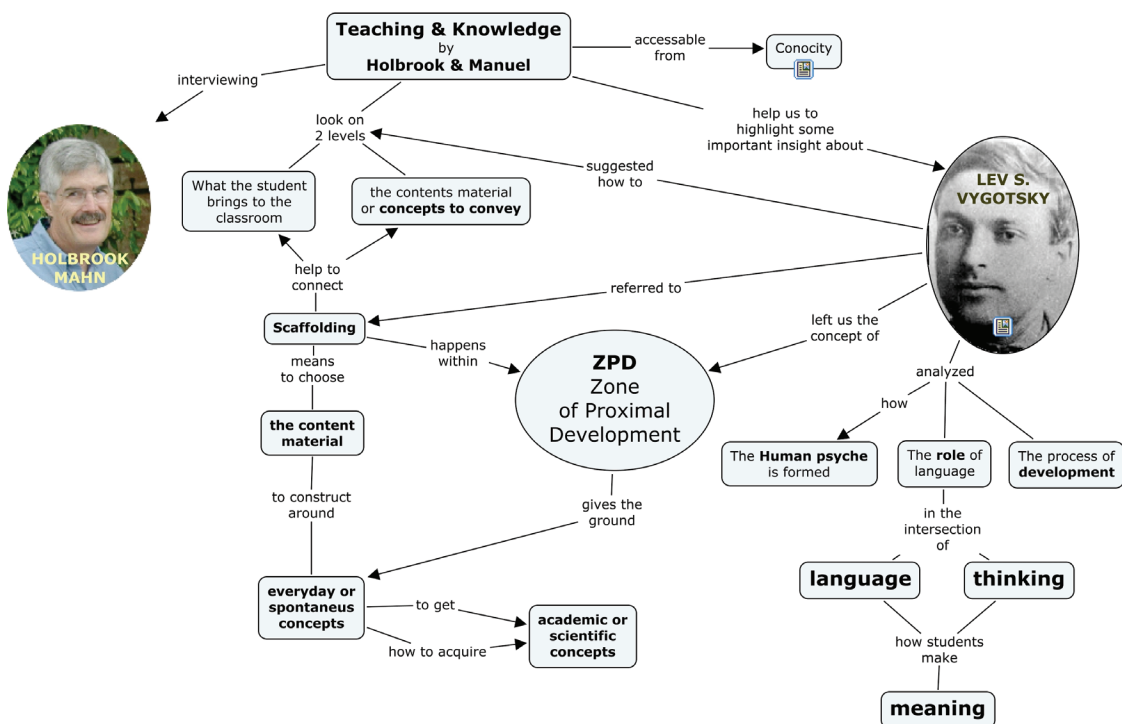 Teaching & Knowledge
by
Holbrook & Manuel
accessable
from
Conocity
interviewing
look on
2 levels
help us to
highlight some
important insight about
suggested
how to
HOLBROOK
MAHN
What the student
brings to the
classroom
the contents material
or concepts to convey
LEV S.
VYGOTSKY
help to
connect
referred to
Scaffolding
happens
within
left us the
concept of
means
to choose
ZPD
Zone
of Proximal
Development
analyzed
how
the content
material
The Human psyche
is formed
The role of
language
The process of
development
to construct
around
gives the
ground
in the
intersection
of
language
thinking
everyday or
spontaneus
concepts
to get
how to acquire
academic or
scientific
concepts
how students
make
meaning